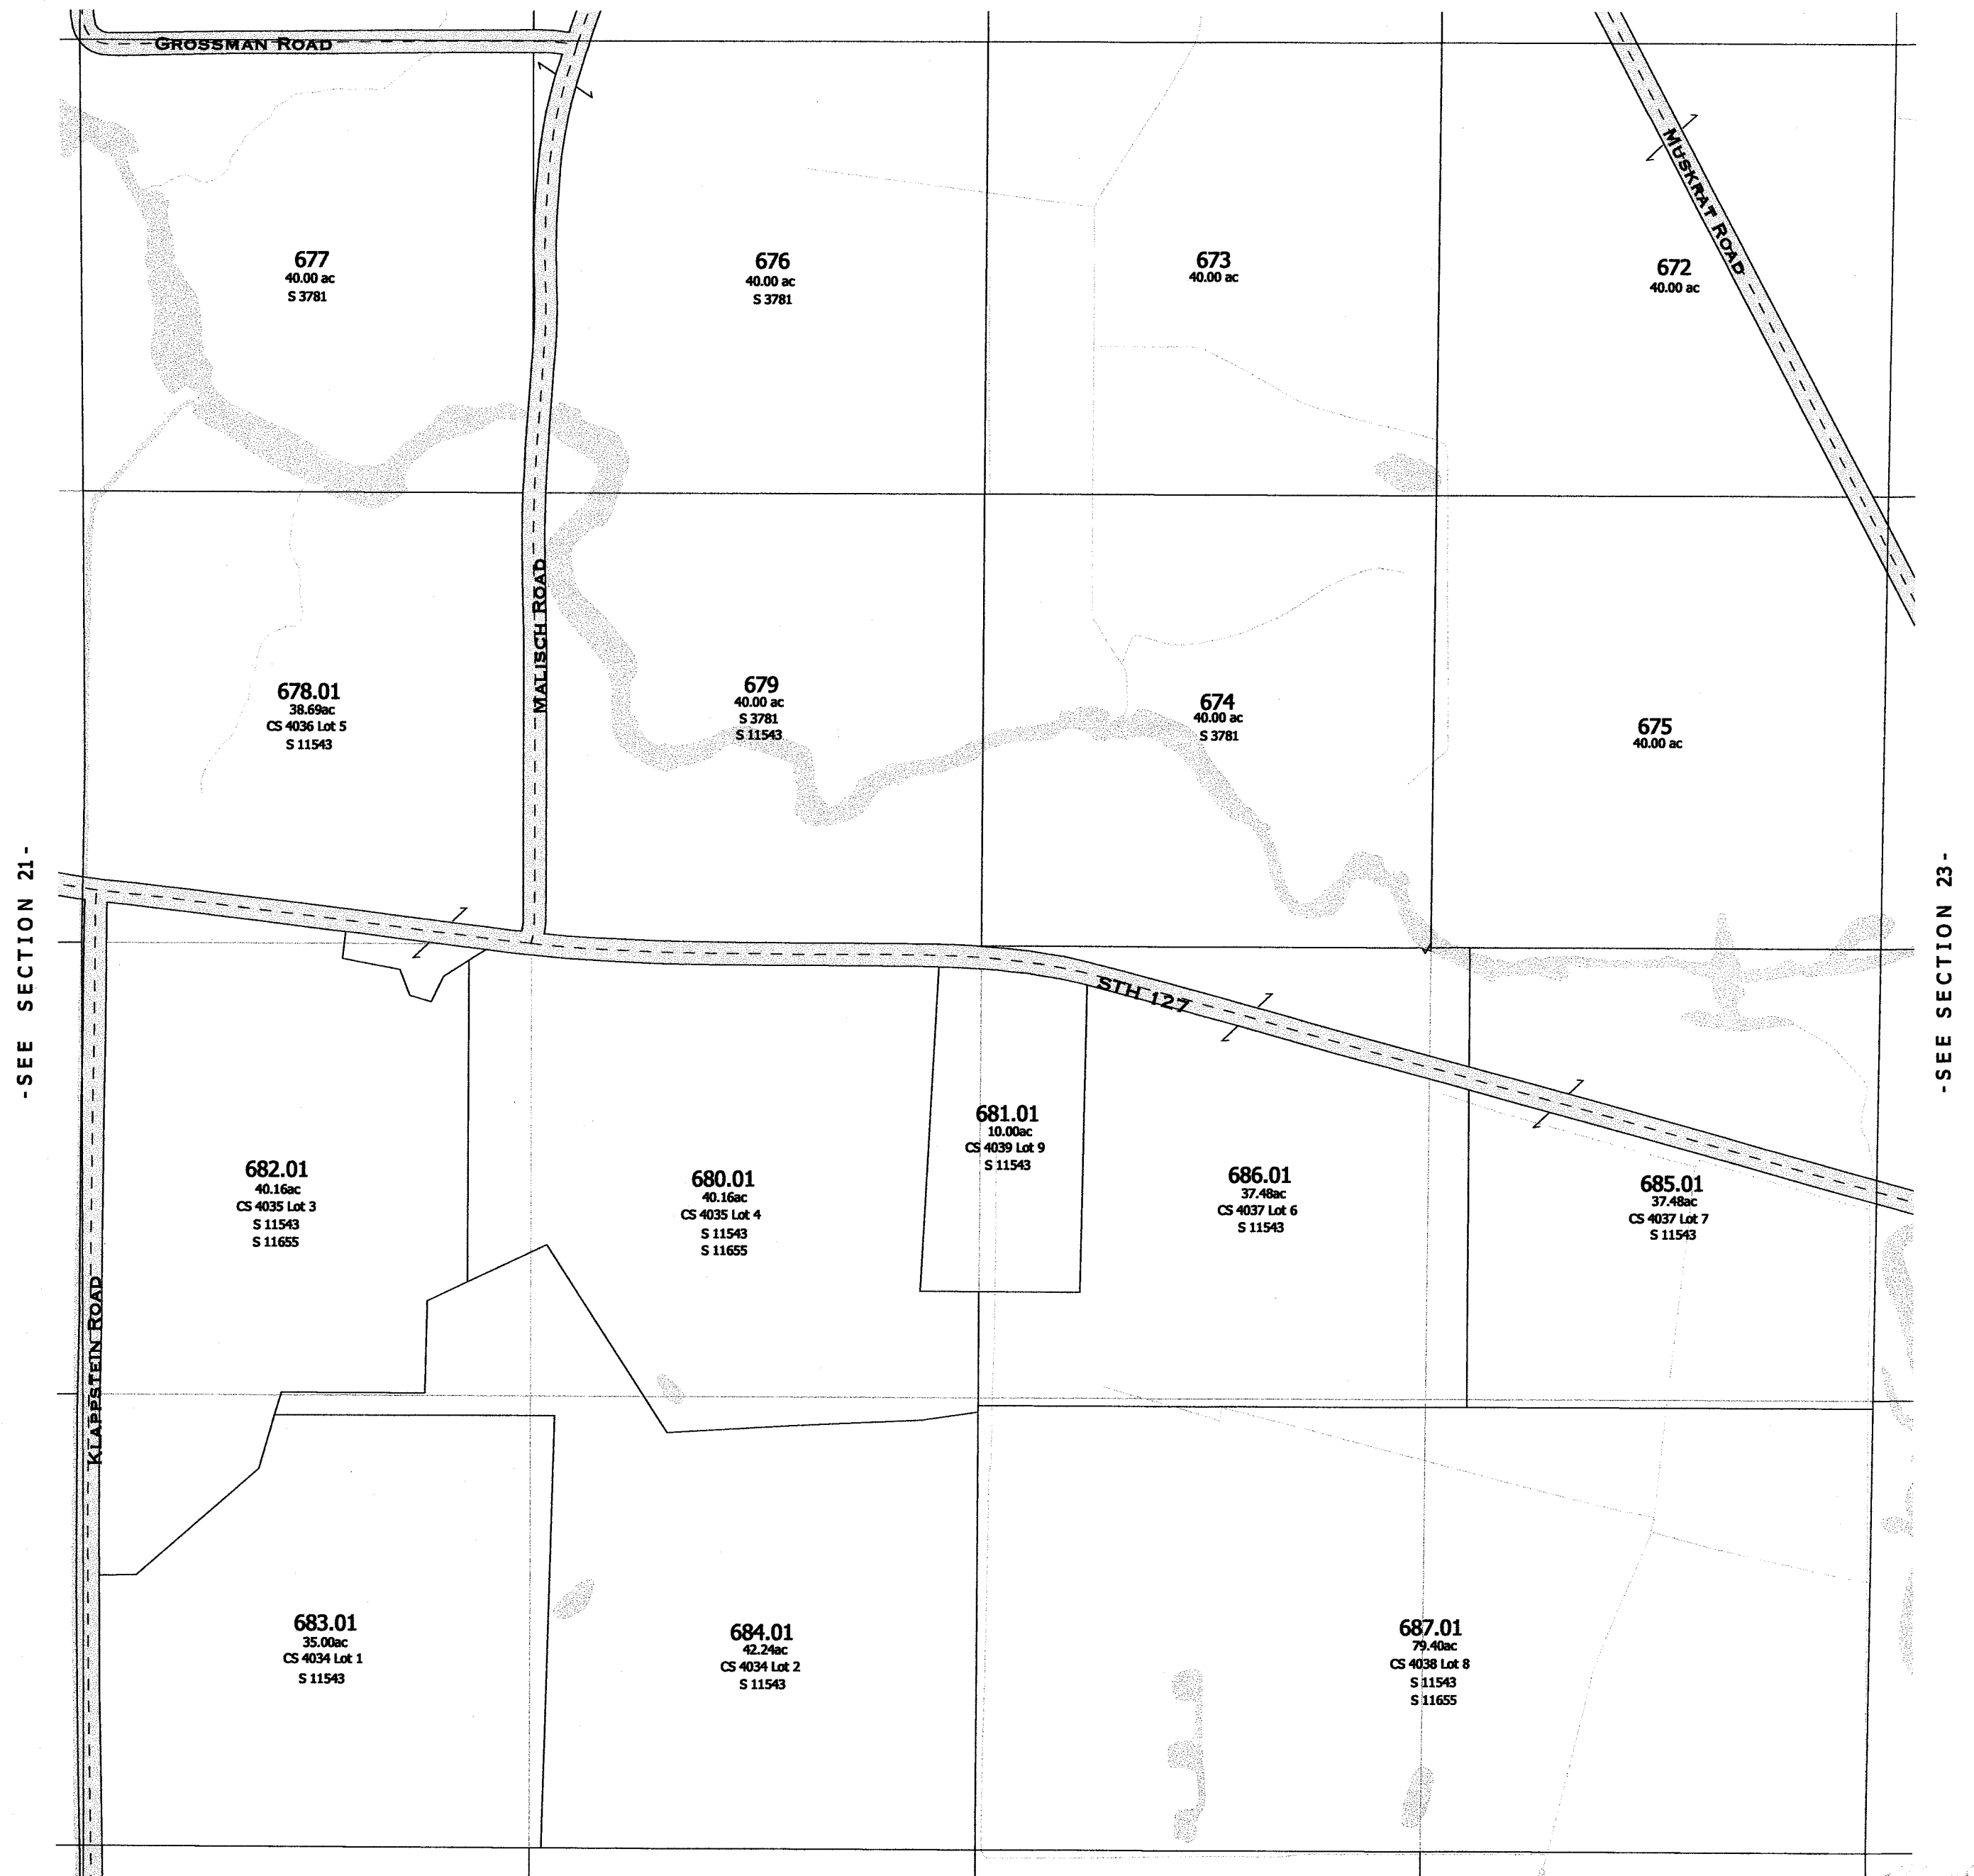 GROSSMAN ROAD
MUSKRAT ROAD
677
40.00 ac
S 3781
676
40.00 ac
S 3781
673
40.00 ac
672
40.00 ac
MALISCH ROAD
678.01
38.69ac
CS 4036 Lot 5
S 11543
679
40.00 ac
S 3781
S 11543
674
40.00 ac
S 3781
675
40.00 ac
-SEE SECTION 21-
-SEE SECTION 23-
STH 127
682.01
40.16ac
CS 4035 Lot 3
S 11543
S 11655
680.01
40.16ac
CS 4035 Lot 4
S 11543
S 11655
681.01
10.00ac
CS 4039 Lot 9
S 11543
686.01
37.48ac
CS 4037 Lot 6
S 11543
685.01
37.48ac
CS 4037 Lot 7
S 11543
KLAPPSTEIN ROAD
683.01
35.00ac
CS 4034 Lot 1
S 11543
684.01
42.24ac
CS 4034 Lot 2
S 11543
687.01
79.40ac
CS 4038 Lot 8
S 11543
S 11655